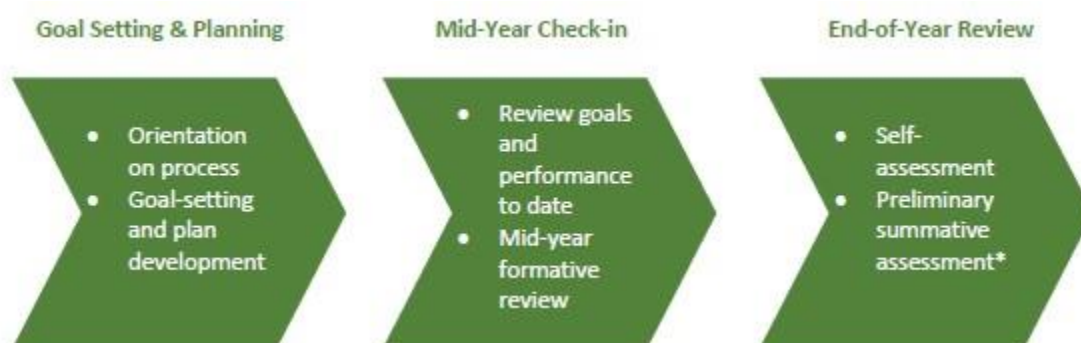 Goal Setting & Planning
• Orientation
on process
• Goal-setting
and plan
development
Mid-Year Check-in
• Review goals
and
performance
to date
• Mid-year
formative
review
End-of-Year Review
• Self-
assessment
• Preliminary
summative
assessment*